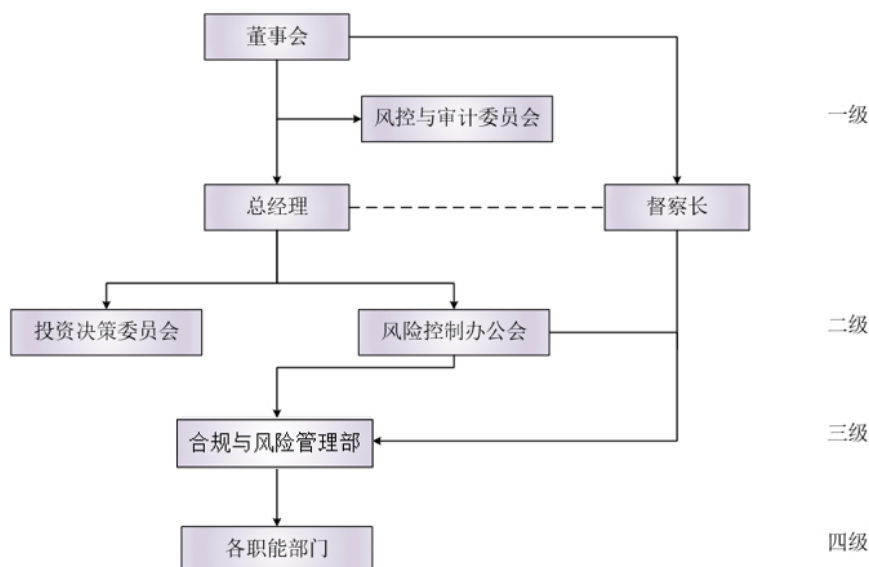 董事会
风控与审计委员会
一级
总经理
督察长
投资决策委员会
风险控制办公会
二级
合规与风险管理部
三级
各职能部门
四级